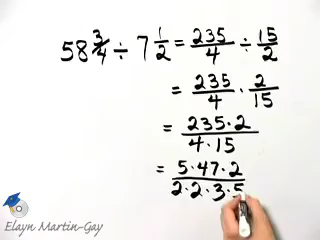 58 3/4 ÷ 7 1/2 = 235/4 ÷ 15/2
= 235/4 · 2/15
= 235·2/4·15
= 5·47·2/2·2·3·5
Elayn Martin-Gay